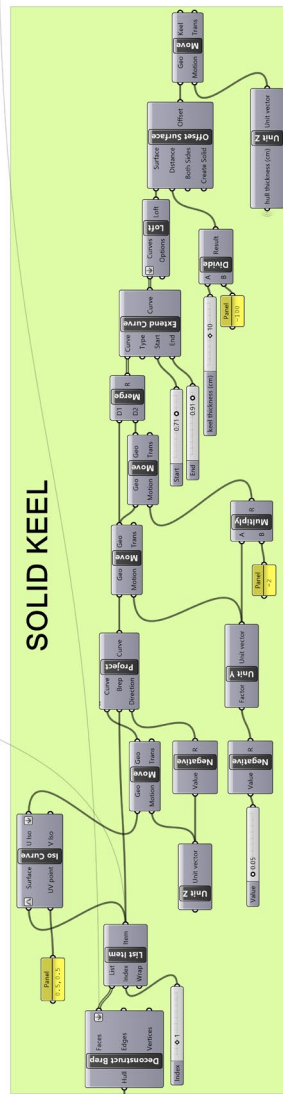 SOLID KEEL
Hull
Deconstruct Brep
Faces
Edges
Vertices
Index
1
List
Index
Wrap
List Item
Item
Panel
0.5,0.5
Surface
UV point
Iso Curve
U Iso
V Iso
Unit Z
Unit vector
Geo
Motion
Move
Geo
Trans
Value
Negative
R
Curve
Brep
Direction
Project
Curve
Value
0.05
Value
Negative
R
Factor
Unit Y
Unit vector
Geo
Motion
Move
Geo
Trans
Panel
-2
A
B
Multiply
R
Geo
Motion
Move
Geo
Trans
D1
D2
Merge
R
Start
0.71
End
0.91
Curve
Type
Start
End
Extend Curve
Curve
Curves
Options
Loft
Loft
keel thickness (cm)
10
Panel
-100
A
B
Divide
Result
Surface
Distance
Both Sides
Create Solid
Offset Surface
Offset
hull thickness (cm)
Unit Z
Unit vector
Geo
Motion
Move
Keel
Trans